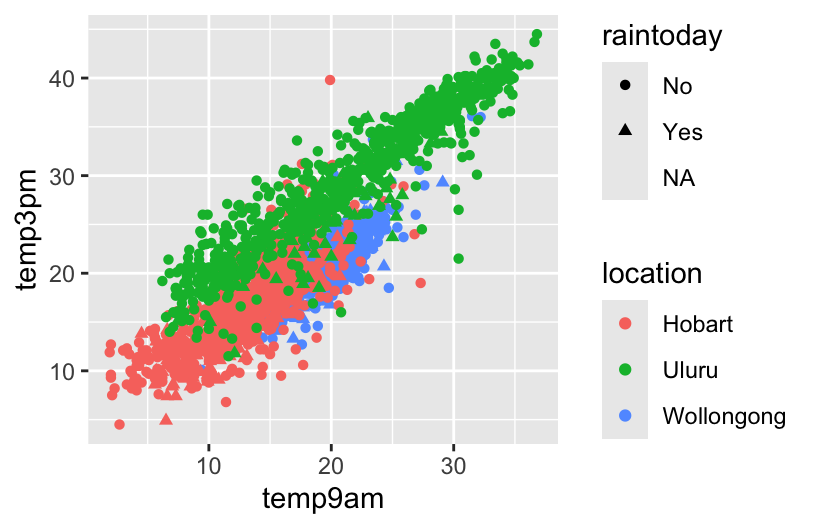 temp3pm
40
30
20
10
10 20 30
temp9am
raintoday
No
Yes
NA
location
Hobart
Uluru
Wollongong